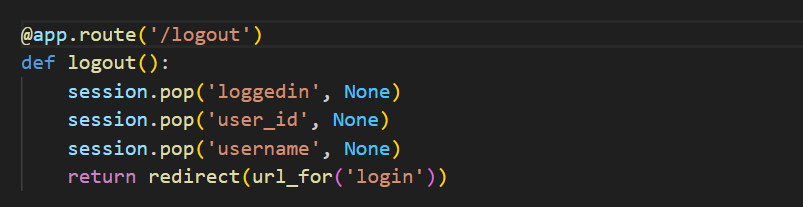 @app.route('/logout')
def logout():
    session.pop('loggedin', None)
    session.pop('user_id', None)
    session.pop('username', None)
    return redirect(url_for('login'))